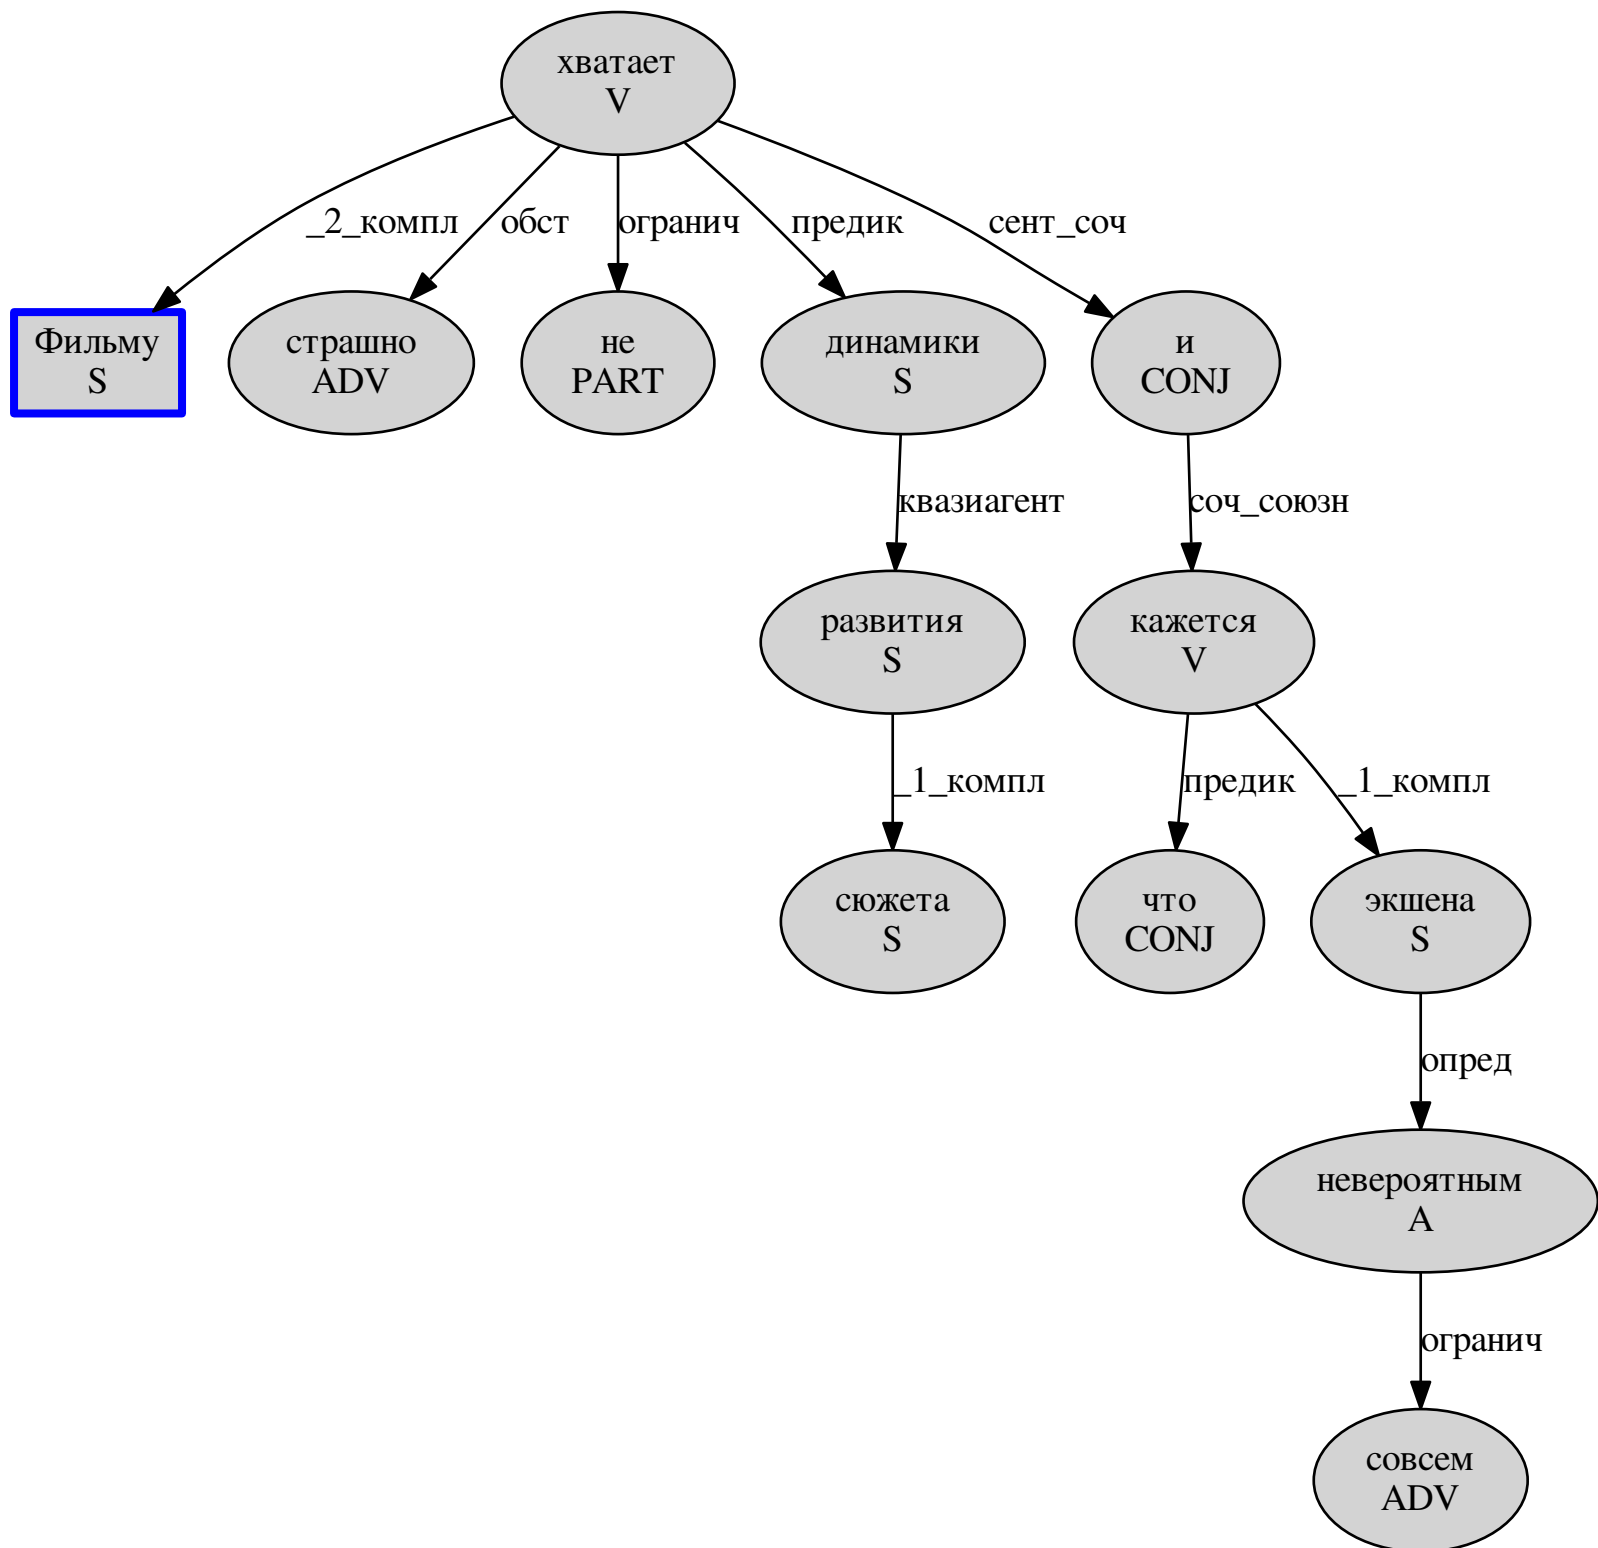 хватает
V
_2_компл
обст
огранич
предик
сент_соч
Фильму
S
страшно
ADV
не
PART
динамики
S
и
CONJ
квазиагент
соч_союзн
развития
S
кажется
V
_1_компл
предик
_1_компл
сюжета
S
что
CONJ
экшена
S
опред
невероятным
A
огранич
совсем
ADV